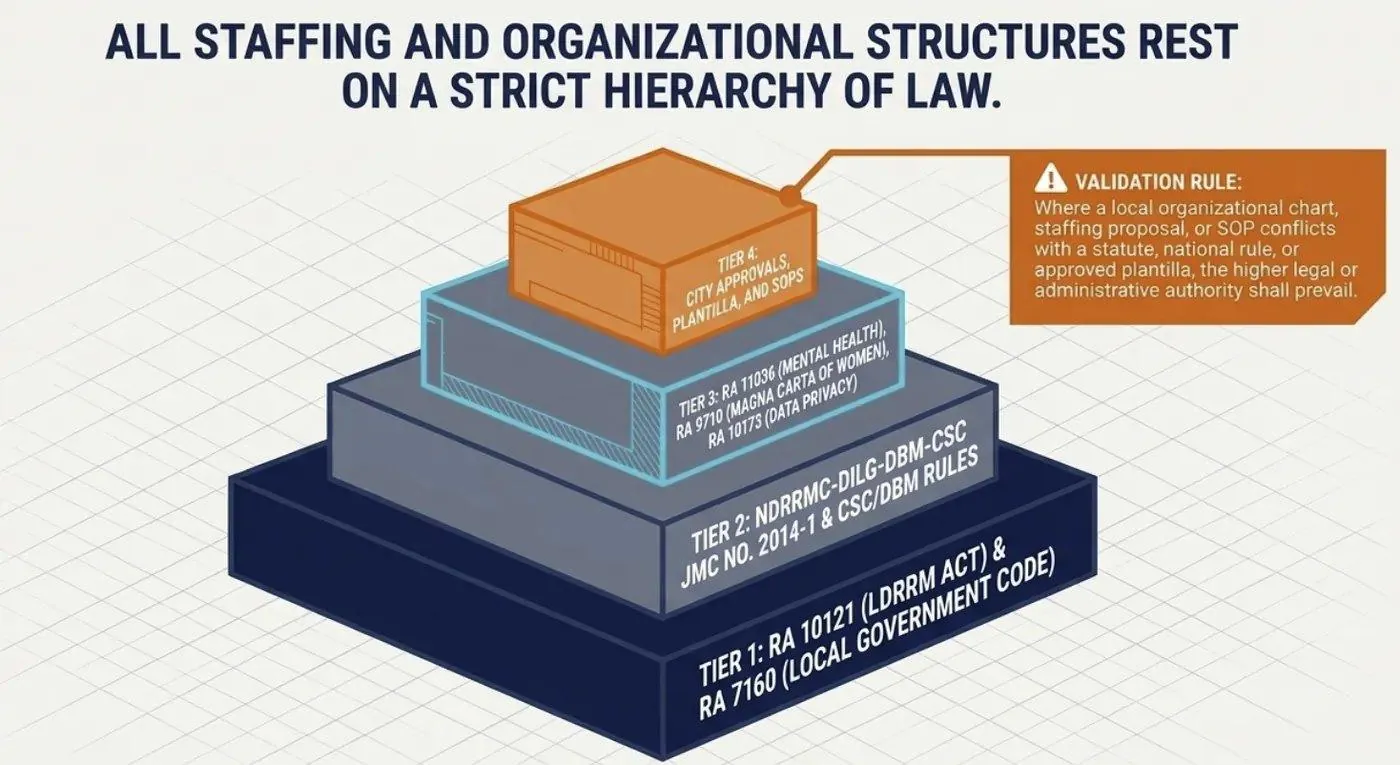 ALL STAFFING AND ORGANIZATIONAL STRUCTURES REST
ON A STRICT HIERARCHY OF LAW.
VALIDATION RULE:
Where a local organizational chart,
staffing proposal, or SOP conflicts
with a statute, national rule, or
approved plantilla, the higher legal or
administrative authority shall prevail.
TIER 4:
CITY APPROVALS,
PLANTILLA, AND SOPS
TIER 3: RA 11036 (MENTAL HEALTH),
RA 9710 (MAGNA CARTA OF WOMEN),
RA 10173 (DATA PRIVACY)
TIER 2: NDRRMC-DILG-DBM-CSC
JMC NO. 2014-1 & CSC/DBM RULES
TIER 1: RA 10121 (LDRRM ACT) &
RA 7160 (LOCAL GOVERNMENT CODE)